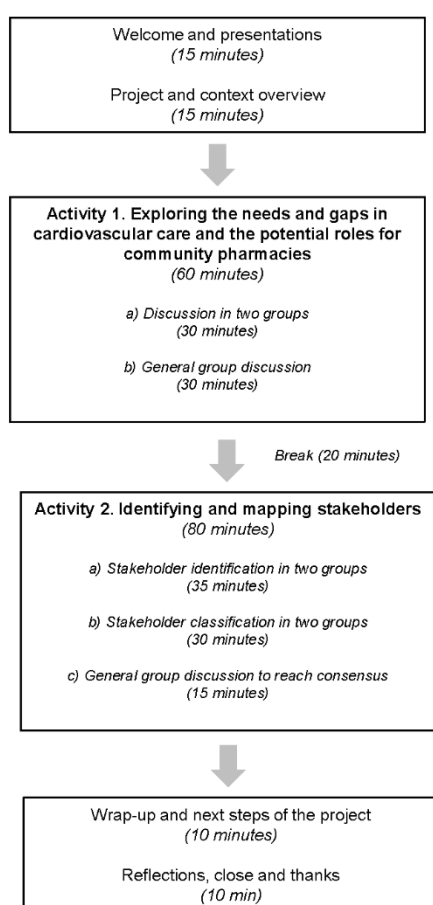 Welcome and presentations
(15 minutes)
Project and context overview
(15 minutes)
Activity 1. Exploring the needs and gaps in
cardiovascular care and the potential roles for
community pharmacies
(60 minutes)
a) Discussion in two groups
(30 minutes)
b) General group discussion
(30 minutes)
Break (20 minutes)
Activity 2. Identifying and mapping stakeholders
(80 minutes)
a) Stakeholder identification in two groups
(35 minutes)
b) Stakeholder classification in two groups
(30 minutes)
c) General group discussion to reach consensus
(15 minutes)
Wrap-up and next steps of the project
(10 minutes)
Reflections, close and thanks
(10 min)